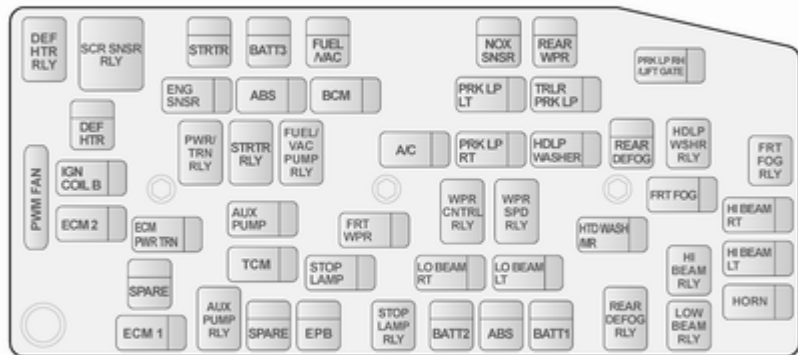 DEF
HTR
RLY
SCR SNSR
RLY
STRTR
BATT3
FUEL
/VAC
NOX
SNSR
REAR
WPR
PRK LP RH
/LIFT GATE
ENG
SNSR
ABS
BCM
PRK LP
LT
TRLR
PRK LP
DEF
HTR
PWR/
TRN
RLY
STRTR
RLY
FUEL/
VAC
PUMP
RLY
A/C
PRK LP
RT
HDLP
WASHER
REAR
DEFOG
HDLP
WSHR
RLY
FRT
FOG
RLY
PWM FAN
IGN
COIL B
ECM 2
ECM
PWR TRN
AUX
PUMP
FRT
WPR
WPR
CNTRL
RLY
WPR
SPD
RLY
FRT FOG
HTD WASH
/MIR
HI BEAM
RT
TCM
STOP
LAMP
LO BEAM
RT
LO BEAM
LT
HI
BEAM
RLY
HI BEAM
LT
SPARE
ECM 1
AUX
PUMP
RLY
SPARE
EPB
STOP
LAMP
RLY
BATT2
ABS
BATT1
REAR
DEFOG
RLY
LOW
BEAM
RLY
HORN